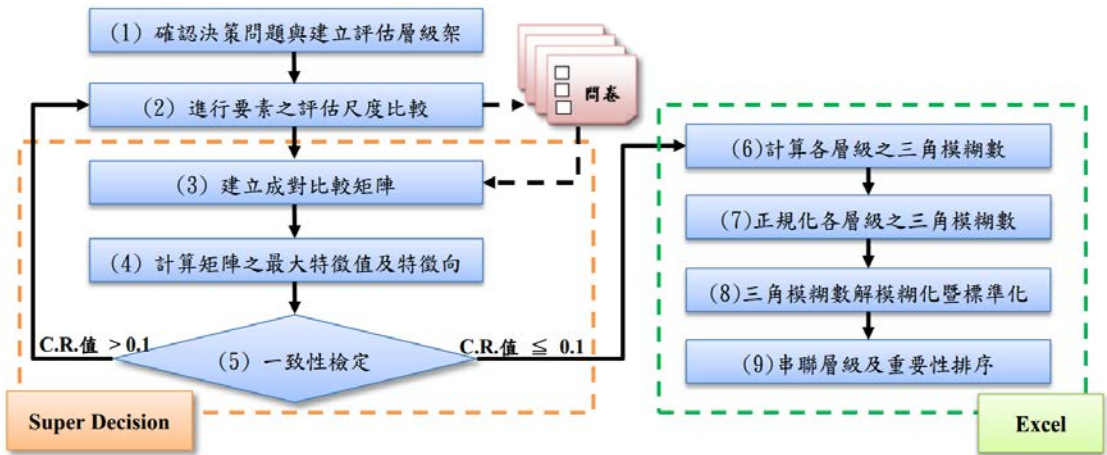 (1) 確認決策問題與建立評估層級架
(2) 進行要素之評估尺度比較
問卷
(3) 建立成對比較矩陣
(4) 計算矩陣之最大特徵值及特徵向
C.R.值 > 0.1
(5) 一致性檢定
C.R.值 ≦ 0.1
Super Decision
(6)計算各層級之三角模糊數
(7)正規化各層級之三角模糊數
(8)三角模糊數解模糊化暨標準化
(9)串聯層級及重要性排序
Excel